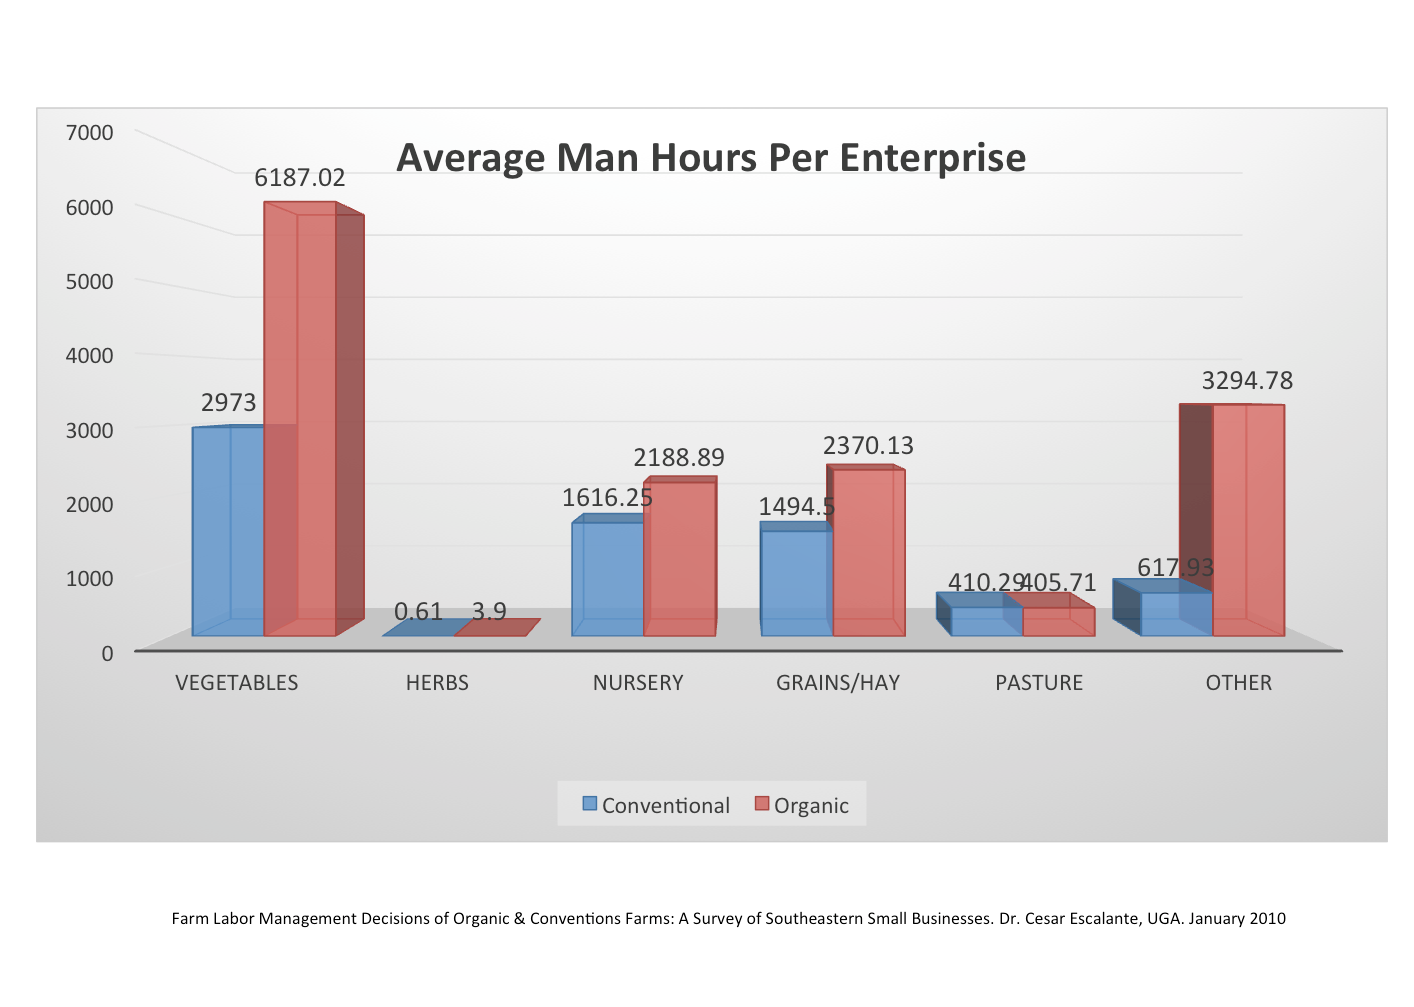 Average Man Hours Per Enterprise
7000
6000
5000
4000
3000
2000
1000
0
2973
6187.02
0.61
3.9
1616.25
2188.89
1494.5
2370.13
410.29
405.71
617.93
3294.78
VEGETABLES
HERBS
NURSERY
GRAINS/HAY
PASTURE
OTHER
Conventional
Organic
Farm Labor Management Decisions of Organic & Conventions Farms: A Survey of Southeastern Small Businesses. Dr. Cesar Escalante, UGA. January 2010